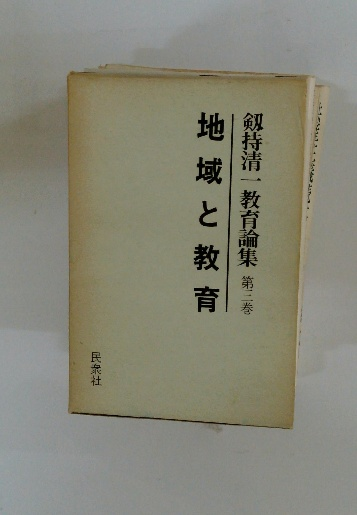 剱持清一教育論集 第三巻
地域と教育
民衆社